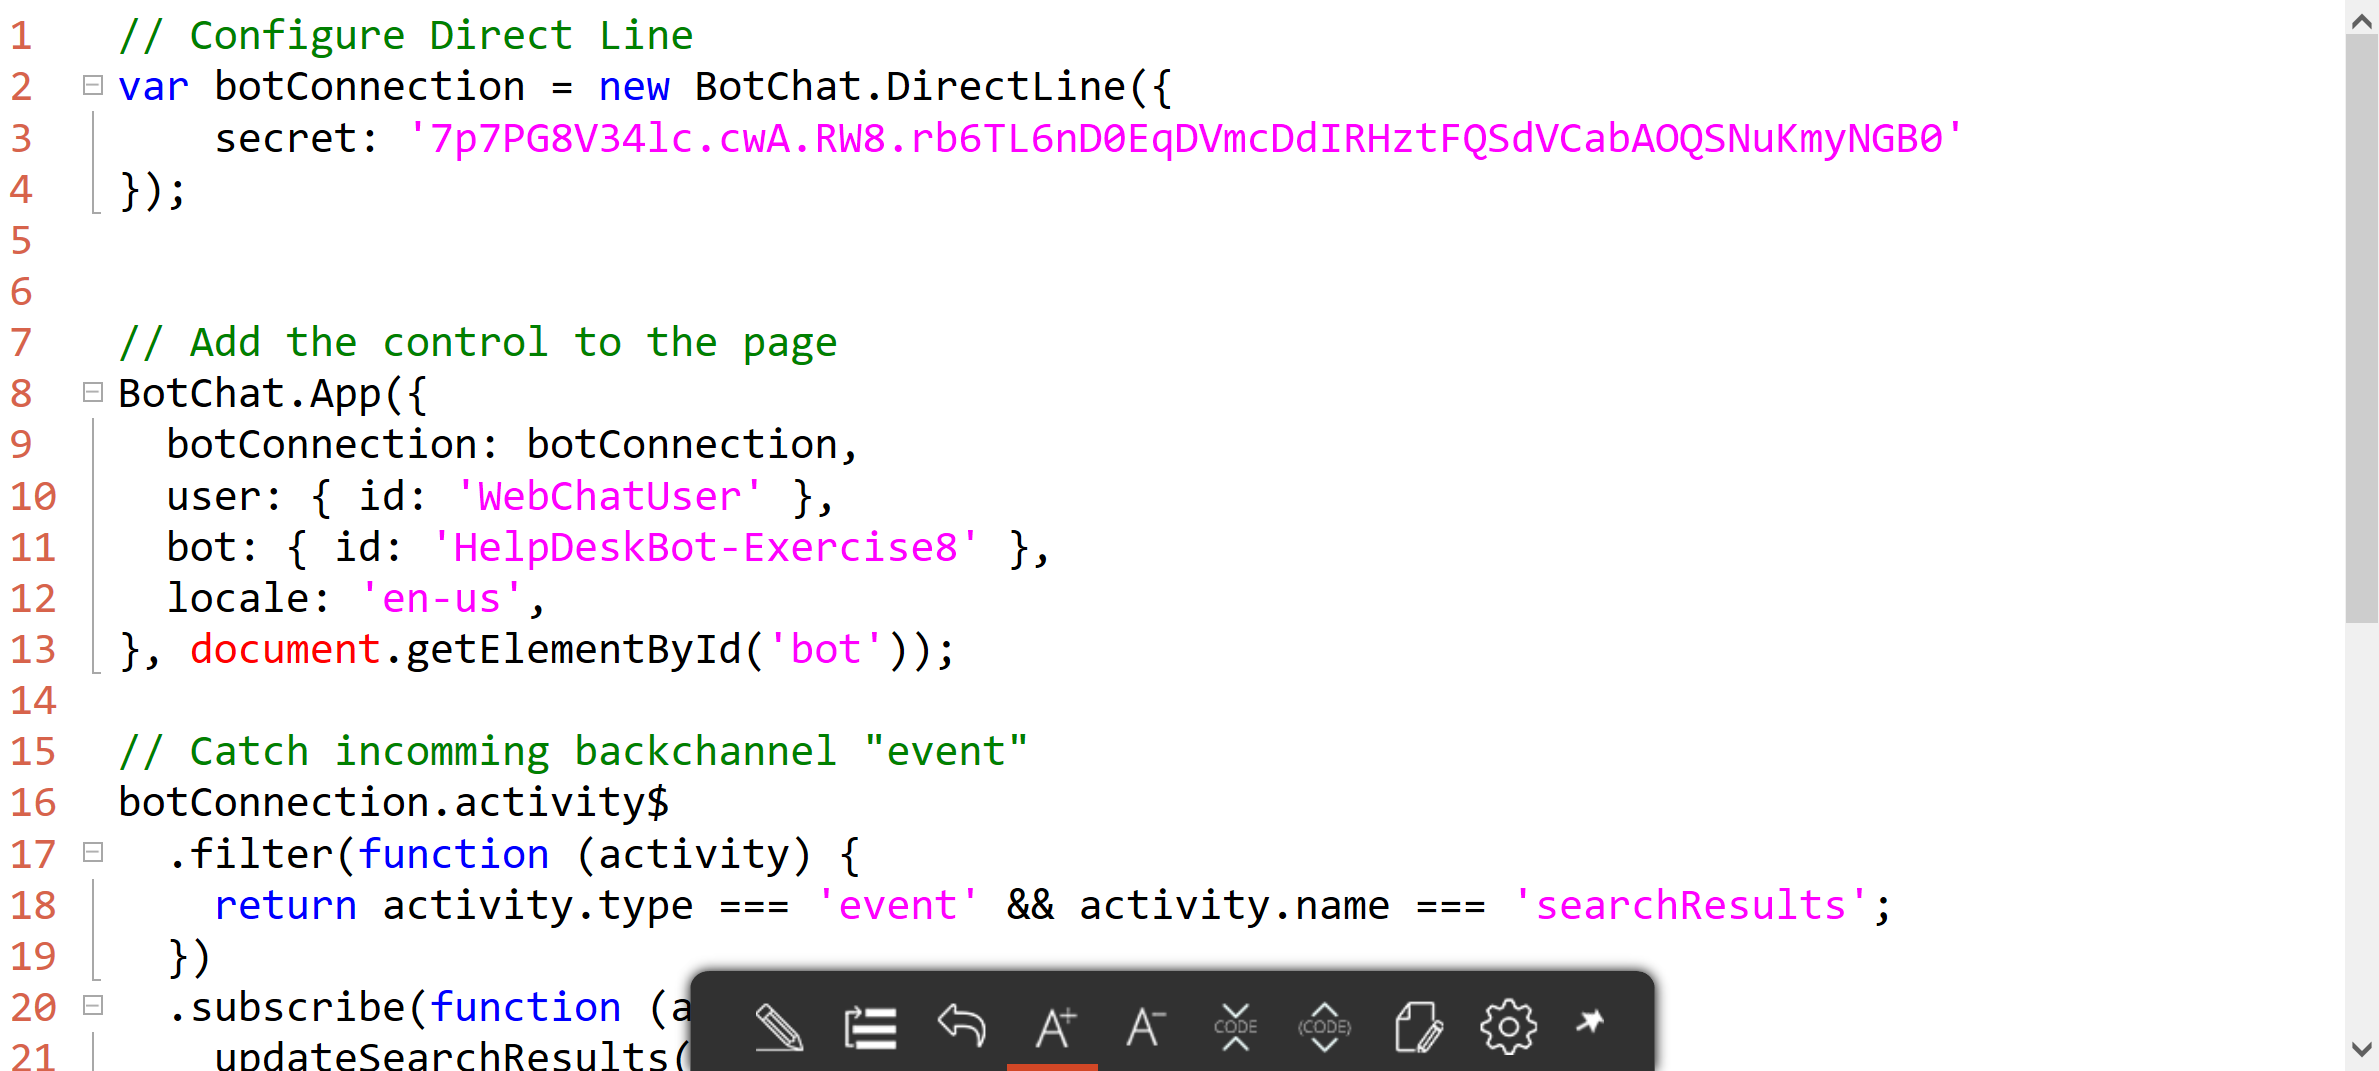 1 // Configure Direct Line
2 var botConnection = new BotChat.DirectLine({
3 secret: '7p7PG8V34lc.cwA.RW8.rb6TL6nD0EqDVmcDdIRHztFQSdVCabAOQSNuKmyNGB0'
4 });
5
6
7 // Add the control to the page
8 BotChat.App({
9 botConnection: botConnection,
10 user: { id: 'WebChatUser' },
11 bot: { id: 'HelpDeskBot-Exercise8' },
12 locale: 'en-us',
13 }, document.getElementById('bot'));
14
15 // Catch incomming backchannel "event"
16 botConnection.activity$
17 .filter(function (activity) {
18 return activity.type === 'event' && activity.name === 'searchResults';
19 })
20 .subscribe(function (a
21 updateSearchResults(
A+ A- CODE (CODE)